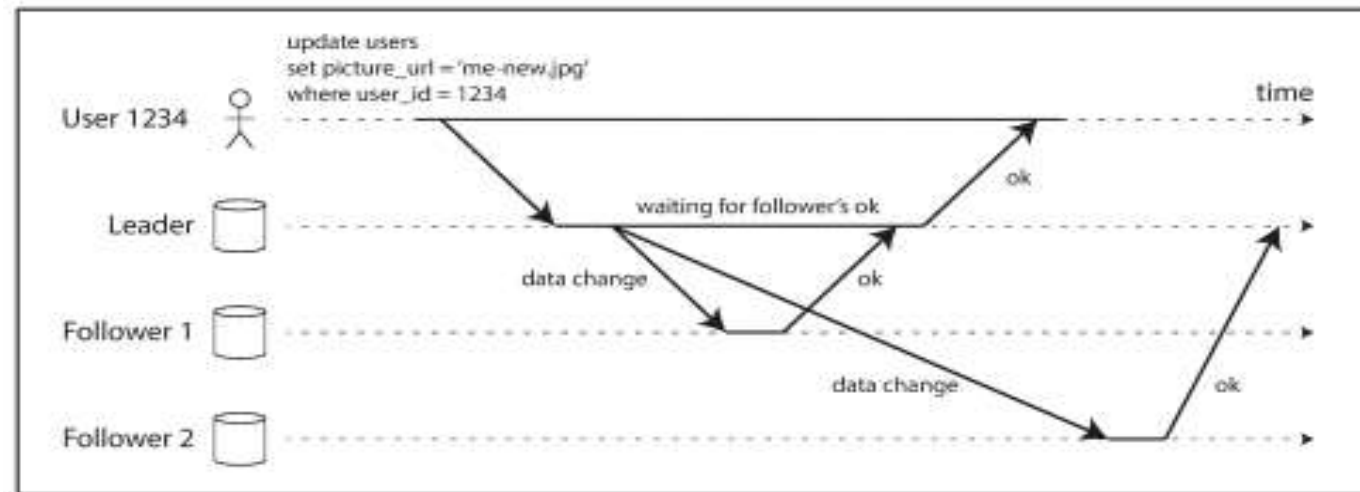 update users
set picture_url = 'me-new.jpg'
where user_id = 1234
time
User 1234
ok
waiting for follower's ok
Leader
data change
ok
Follower 1
data change
ok
Follower 2